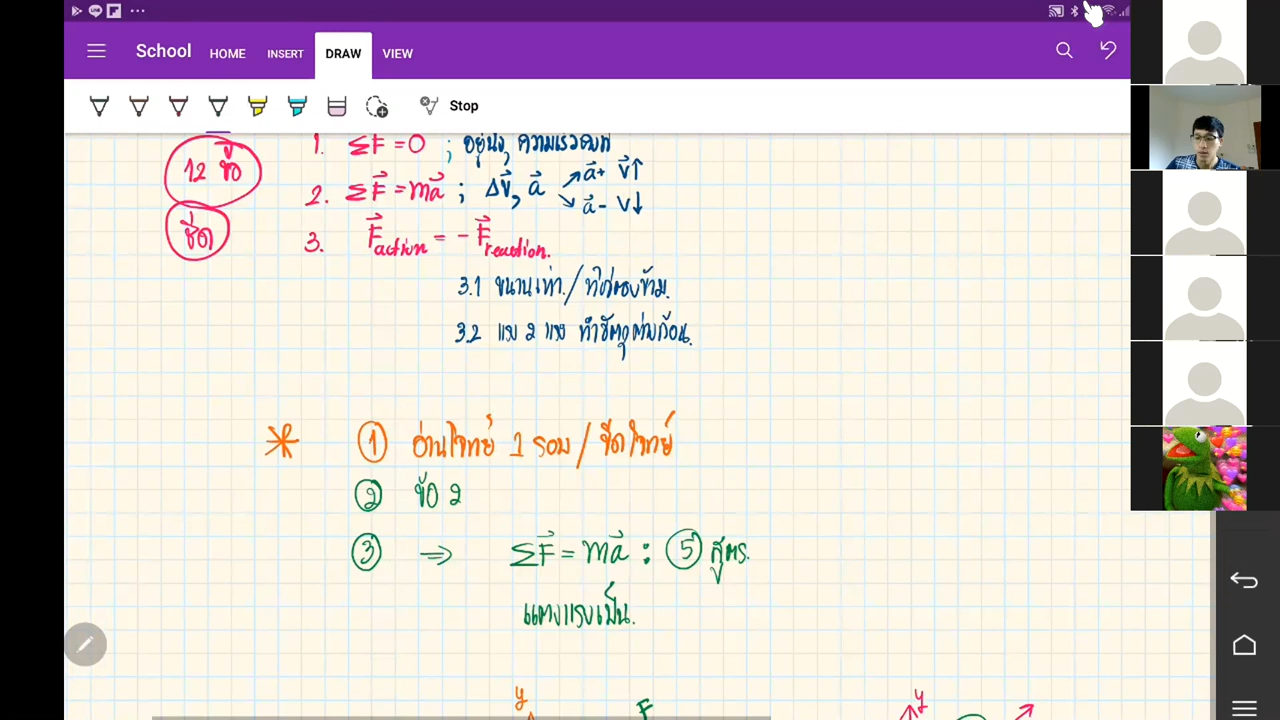 School HOME INSERT DRAW VIEW
Stop
12 ข้อ
ชีต
1. ΣF = 0 ; อยู่นิ่ง, ความเร็วคงที่
2. ΣF⃗ = ma⃗ ; Δv⃗, a⃗
a⃗+ v⃗↑
a⃗- v↓
3. F⃗action = - F⃗reaction.
3.1 ขนาดเท่า / ทิศตรงข้าม.
3.2 แรง 2 แรง ทำวัตถุต่างก้อน.
* ① อ่านโจทย์ 1 รอบ / ขีดโจทย์
② ข้อ 2
③ ⇒ ΣF⃗ = ma⃗ : ⑤ สูตร.
แตกแรงเป็น.
y F y